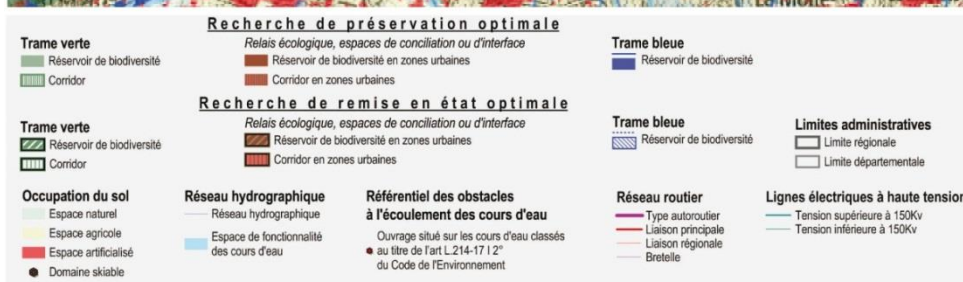 La Motte
Recherche de préservation optimale
Trame verte
Réservoir de biodiversité
Corridor
Relais écologique, espaces de conciliation ou d'interface
Réservoir de biodiversité en zones urbaines
Corridor en zones urbaines
Trame bleue
Réservoir de biodiversité
Recherche de remise en état optimale
Trame verte
Réservoir de biodiversité
Corridor
Relais écologique, espaces de conciliation ou d'interface
Réservoir de biodiversité en zones urbaines
Corridor en zones urbaines
Trame bleue
Réservoir de biodiversité
Limites administratives
Limite régionale
Limite départementale
Occupation du sol
Espace naturel
Espace agricole
Espace artificialisé
Domaine skiable
Réseau hydrographique
Réseau hydrographique
Espace de fonctionnalité
des cours d'eau
Référentiel des obstacles
à l'écoulement des cours d'eau
Ouvrage situé sur les cours d'eau classés
au titre de l'art L.214-17 I 2°
du Code de l'Environnement
Réseau routier
Type autoroutier
Liaison principale
Liaison régionale
Bretelle
Lignes électriques à haute tension
Tension supérieure à 150Kv
Tension inférieure à 150Kv